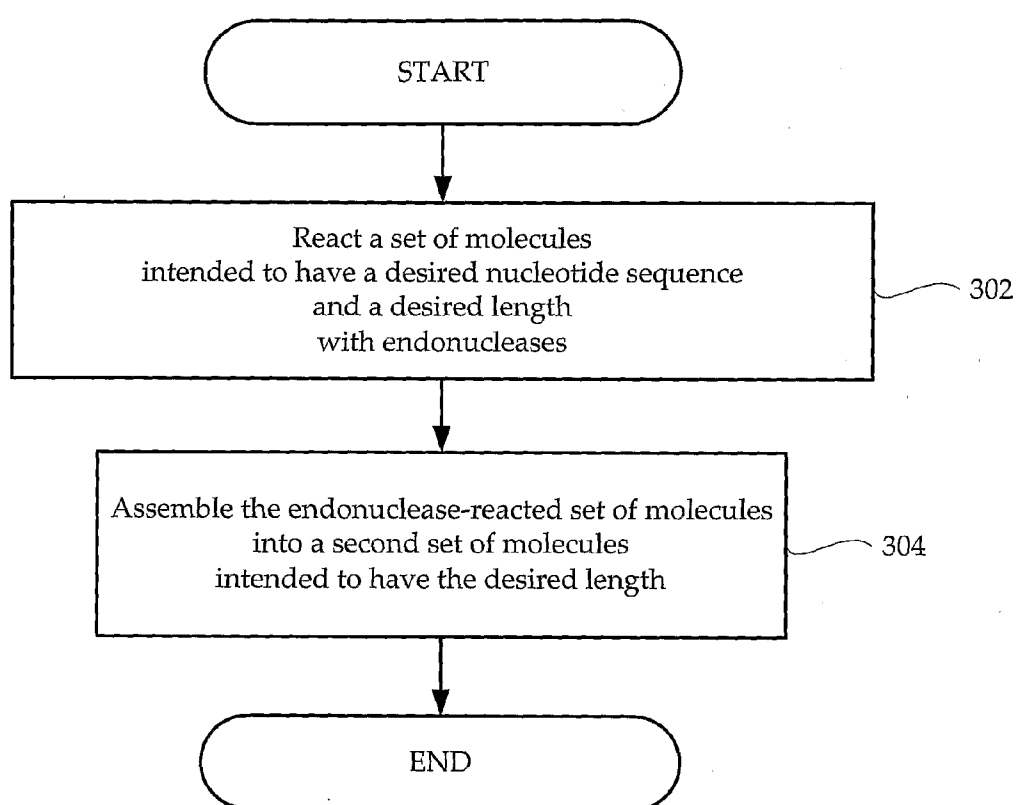 START
React a set of molecules
intended to have a desired nucleotide sequence
and a desired length
with endonucleases
302
Assemble the endonuclease-reacted set of molecules
into a second set of molecules
intended to have the desired length
304
END